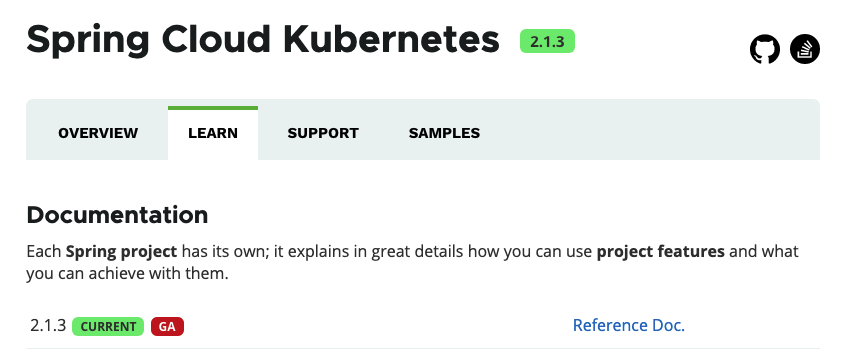 Spring Cloud Kubernetes 2.1.3
OVERVIEW LEARN SUPPORT SAMPLES
Documentation
Each Spring project has its own; it explains in great details how you can use project features and what
you can achieve with them.
2.1.3 CURRENT GA Reference Doc.